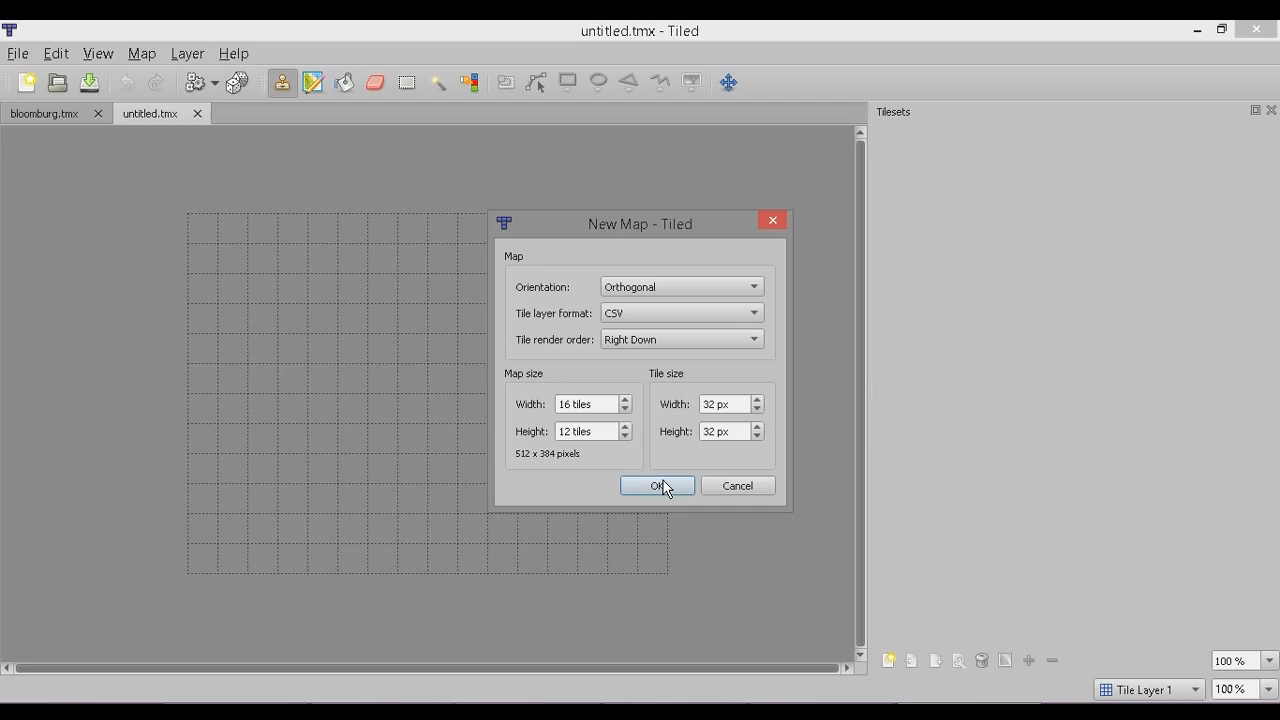 untitled.tmx - Tiled
File Edit View Map Layer Help
bloomburg.tmx untitled.tmx
Tilesets
New Map - Tiled
Map
Orientation: Orthogonal
Tile layer format: CSV
Tile render order: Right Down
Map size
Width: 16 tiles
Height: 12 tiles
512 x 384 pixels
Tile size
Width: 32 px
Height: 32 px
OK Cancel
100 %
Tile Layer 1 100 %